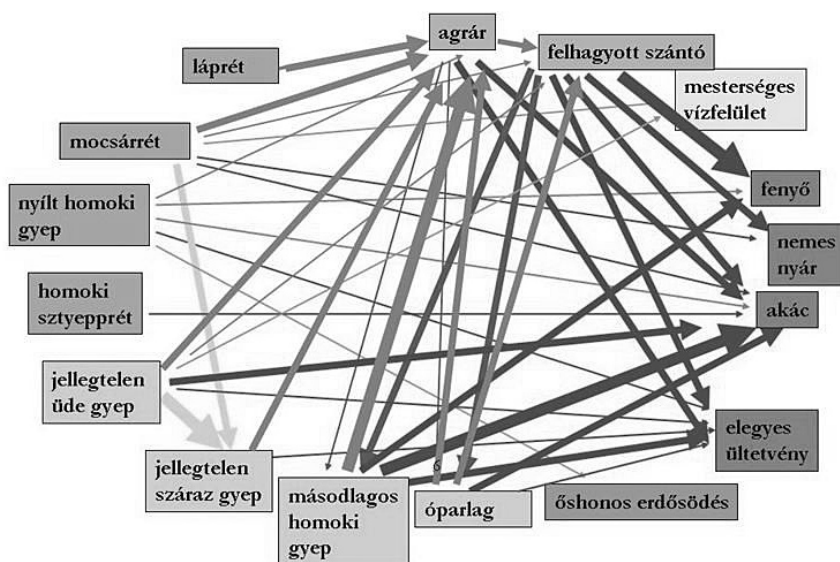 agrár
felhagyott szántó
láprét
mesterséges
vízfelület
mocsárrét
fenyő
nyílt homoki
gyep
nemes
nyár
homoki
sztyepprét
akác
jellegtelen
üde gyep
elegyes
ültetvény
jellegtelen
száraz gyep
6
másodlagos
homoki
gyep
óparlag
őshonos erdősödés